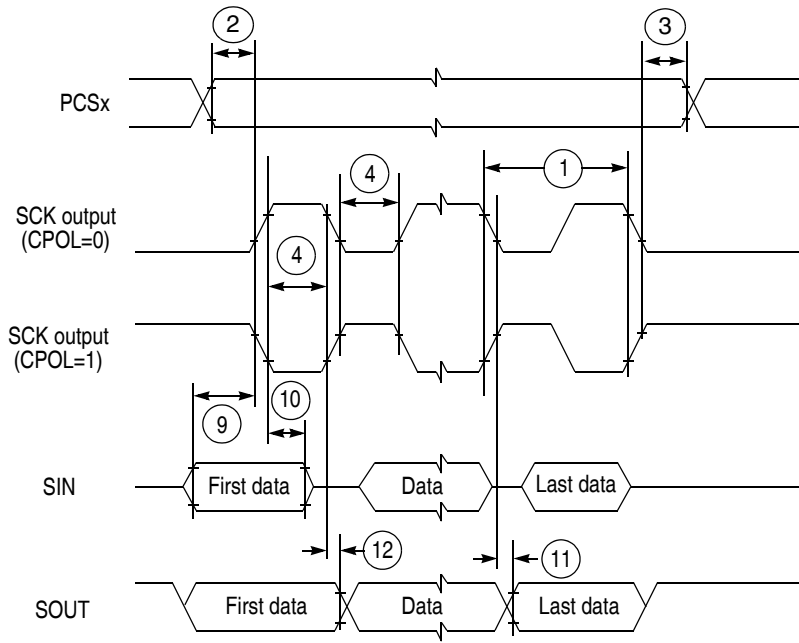 2
3
PCSx
4
1
SCK output
(CPOL=0)
4
SCK output
(CPOL=1)
9
10
SIN
First data
Data
Last data
12
11
SOUT
First data
Data
Last data